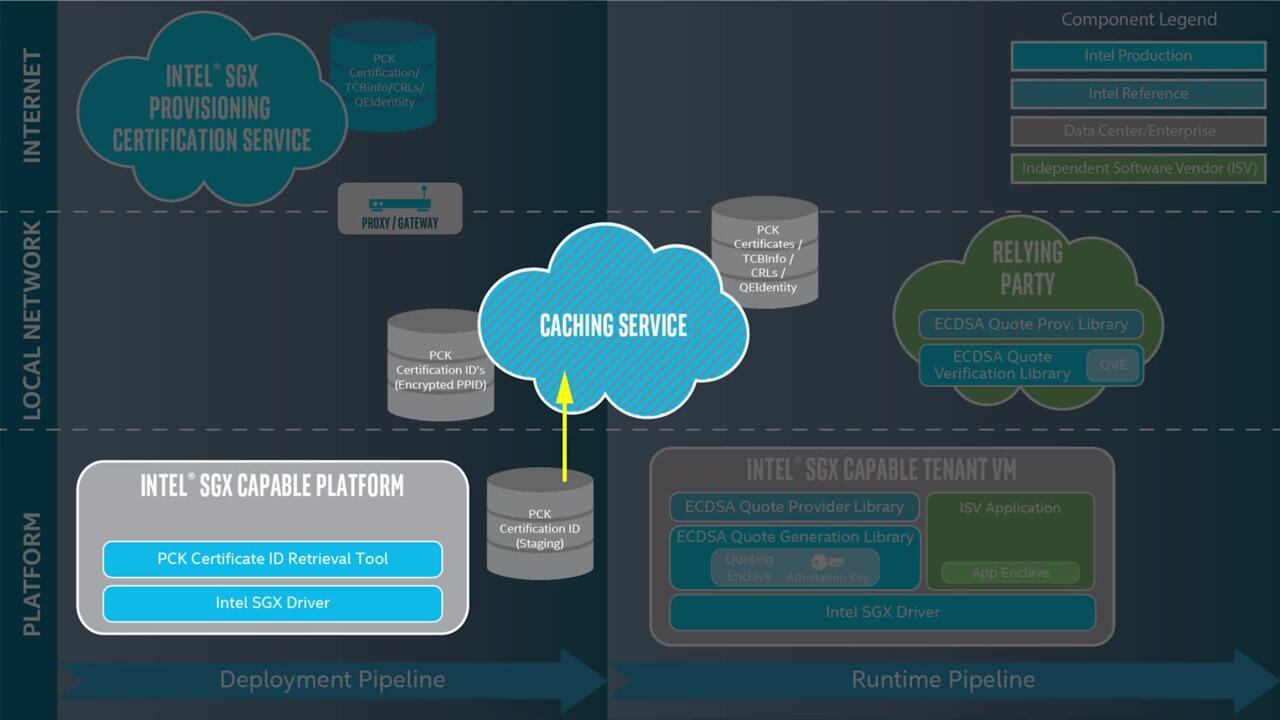 INTERNET
LOCAL NETWORK
PLATFORM
INTEL® SGX
PROVISIONING
CERTIFICATION SERVICE
PCK
Certification/
TCBinfo/CRLs/
QEIdentity
PROXY / GATEWAY
Component Legend
Intel Production
Intel Reference
Data Center/Enterprise
Independent Software Vendor (ISV)
PCK
Certificates /
TCBInfo /
CRLs /
QEIdentity
CACHING SERVICE
PCK
Certification ID's
(Encrypted PPID)
RELYING
PARTY
ECDSA Quote Prov. Library
ECDSA Quote
Verification Library
QVE
INTEL® SGX CAPABLE PLATFORM
PCK Certificate ID Retrieval Tool
Intel SGX Driver
PCK
Certification ID
(Staging)
INTEL® SGX CAPABLE TENANT VM
ECDSA Quote Provider Library
ECDSA Quote Generation Library
Quoting
Enclave
Attestation Key
ISV Application
App Enclave
Intel SGX Driver
Deployment Pipeline
Runtime Pipeline